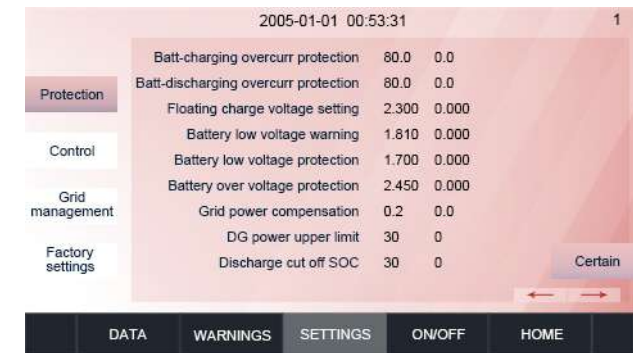 2005-01-01 00:53:31 1
Batt-charging overcurr protection 80.0 0.0
Batt-discharging overcurr protection 80.0 0.0
Floating charge voltage setting 2.300 0.000
Battery low voltage warning 1.810 0.000
Battery low voltage protection 1.700 0.000
Battery over voltage protection 2.450 0.000
Grid power compensation 0.2 0.0
DG power upper limit 30 0
Discharge cut off SOC 30 0
Protection
Control
Grid
management
Factory
settings
Certain
DATA WARNINGS SETTINGS ON/OFF HOME